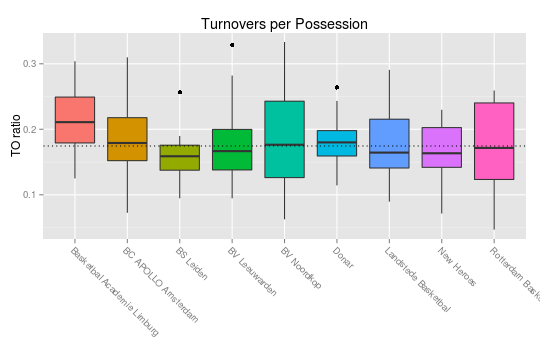 Turnovers per Possession
TO ratio
0.3
0.2
0.1
Basketbal Academie Limburg
BC APOLLO Amsterdam
BS Leiden
BV Leeuwarden
BV Noordkop
Donar
Landstede Basketbal
New Heroes
Rotterdam